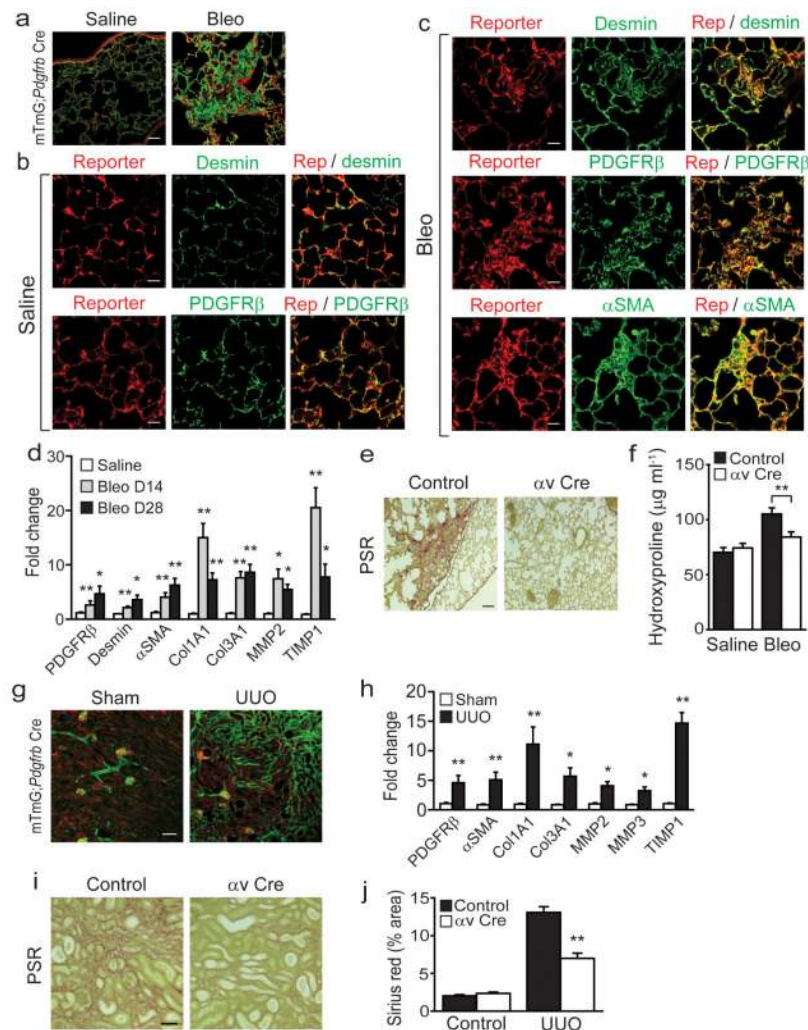 a
Saline Bleo
mTmG;Pdgfrb Cre
b
Reporter Desmin Rep / desmin
Saline
Reporter PDGFRβ Rep / PDGFRβ
c
Reporter Desmin Rep / desmin
Bleo
Reporter PDGFRβ Rep / PDGFRβ
Reporter αSMA Rep / αSMA
d
Saline
Bleo D14
Bleo D28
Fold change
20
10
0
** * ** * ** ** ** ** ** * * ** *
PDGFRβ Desmin αSMA Col1A1 Col3A1 MMP2 TIMP1
e
Control αv Cre
PSR
f
Control
αv Cre
Hydroxyproline (µg ml-1)
150
100
50
0
**
Saline Bleo
g
Sham UUO
mTmG;Pdgfrb Cre
h
Sham
UUO
Fold change
20
15
10
5
0
** ** ** * * * **
PDGFRβ αSMA Col1A1 Col3A1 MMP2 MMP3 TIMP1
i
Control αv Cre
PSR
j
Control
αv Cre
Sirius red (% area)
15
10
5
0
**
Control UUO